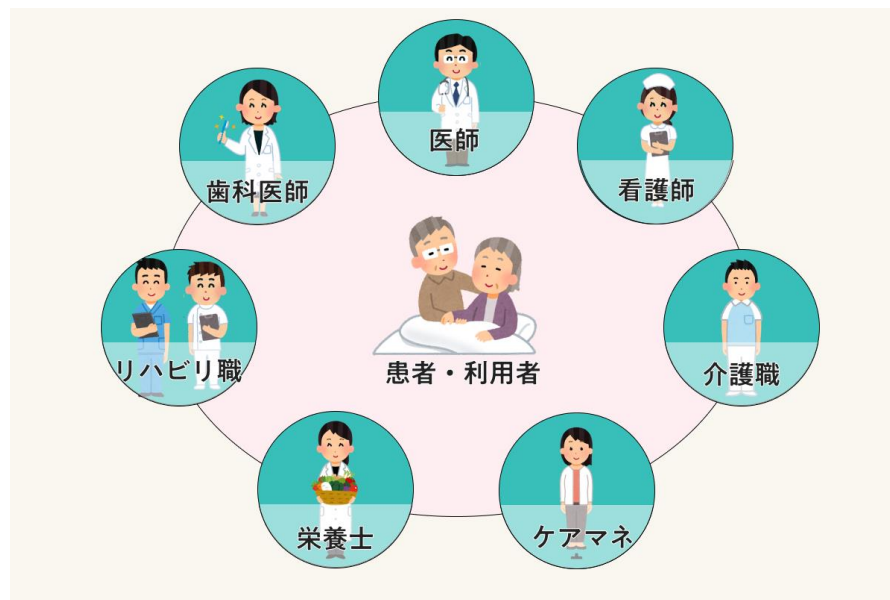 医師
歯科医師
看護師
リハビリ職
患者・利用者
介護職
栄養士
ケアマネ